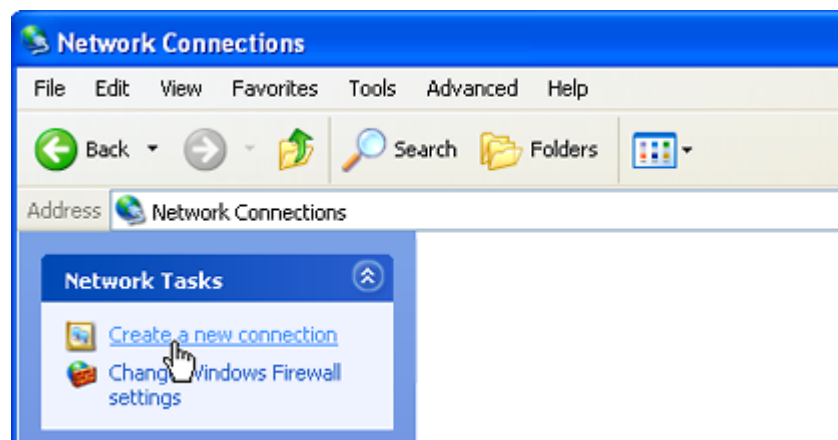 Network Connections
File Edit View Favorites Tools Advanced Help
Back Search Folders
Address Network Connections
Network Tasks
Create a new connection
Change Windows Firewall
settings